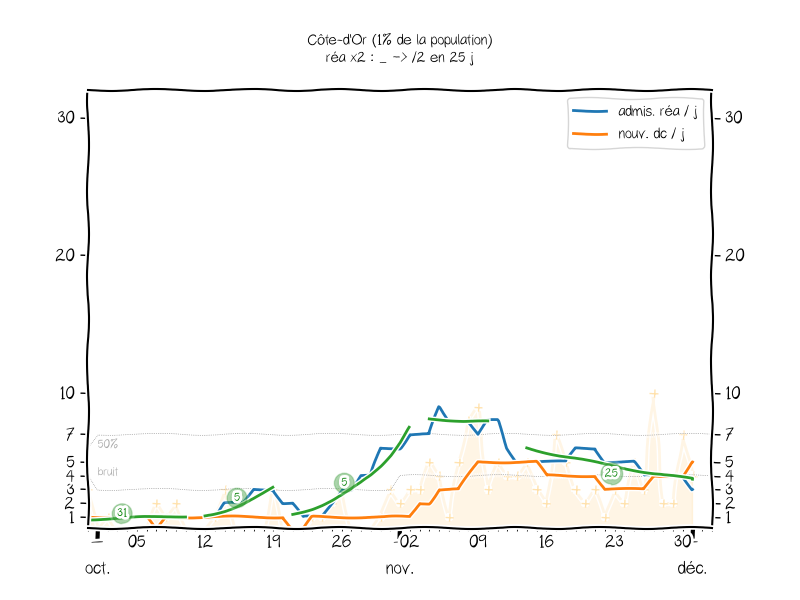 Côte-d'Or (1% de la population)
réa x2 : _ -> /2 en 25 j
admis. réa / j
nouv. dc / j
30 30
20 20
10 10
7 7
50%
5 5
bruit
4 4
3 3
2 2
1 1
31
5
5
25
05 12 19 26 02 09 16 23 30
oct. nov. déc.